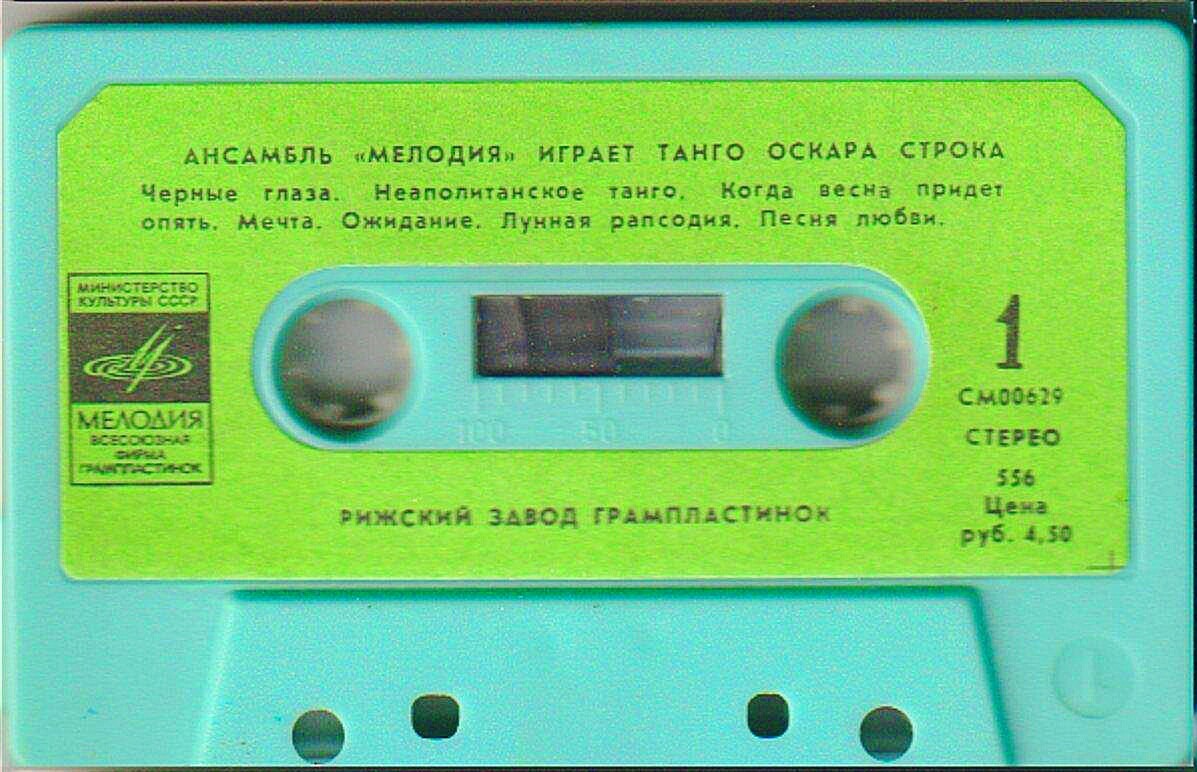 АНСАМБЛЬ «МЕЛОДИЯ» ИГРАЕТ ТАНГО ОСКАРА СТРОКА
Черные глаза. Неаполитанское танго. Когда весна придет
опять. Мечта. Ожидание. Лунная рапсодия. Песня любви.
МИНИСТЕРСТВО
КУЛЬТУРЫ СССР
МЕЛОДИЯ
ВСЕСОЮЗНАЯ
ФИРМА
ГРАМПЛАСТИНОК
1
СМ00629
СТЕРЕО
556
Цена
руб. 4,50
100 50 0
РИЖСКИЙ ЗАВОД ГРАМПЛАСТИНОК
1